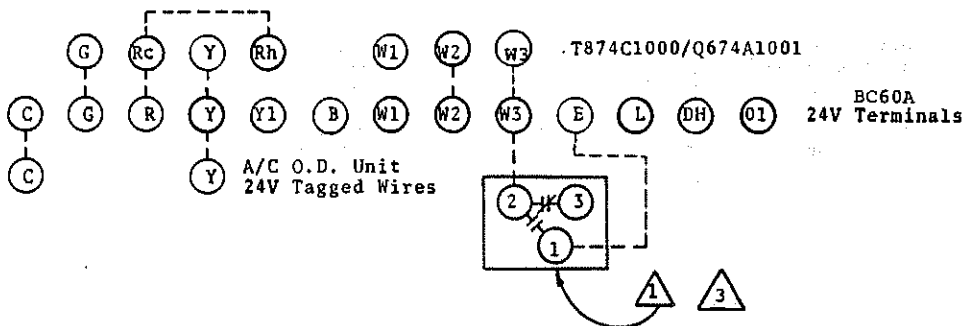 G Rc Y Rh W1 W2 W3 .T874C1000/Q674A1001
C G R Y Y1 B W1 W2 W3 E L DH O1 BC60A
24V Terminals
C Y A/C O.D. Unit
24V Tagged Wires
2 3
1
1 3